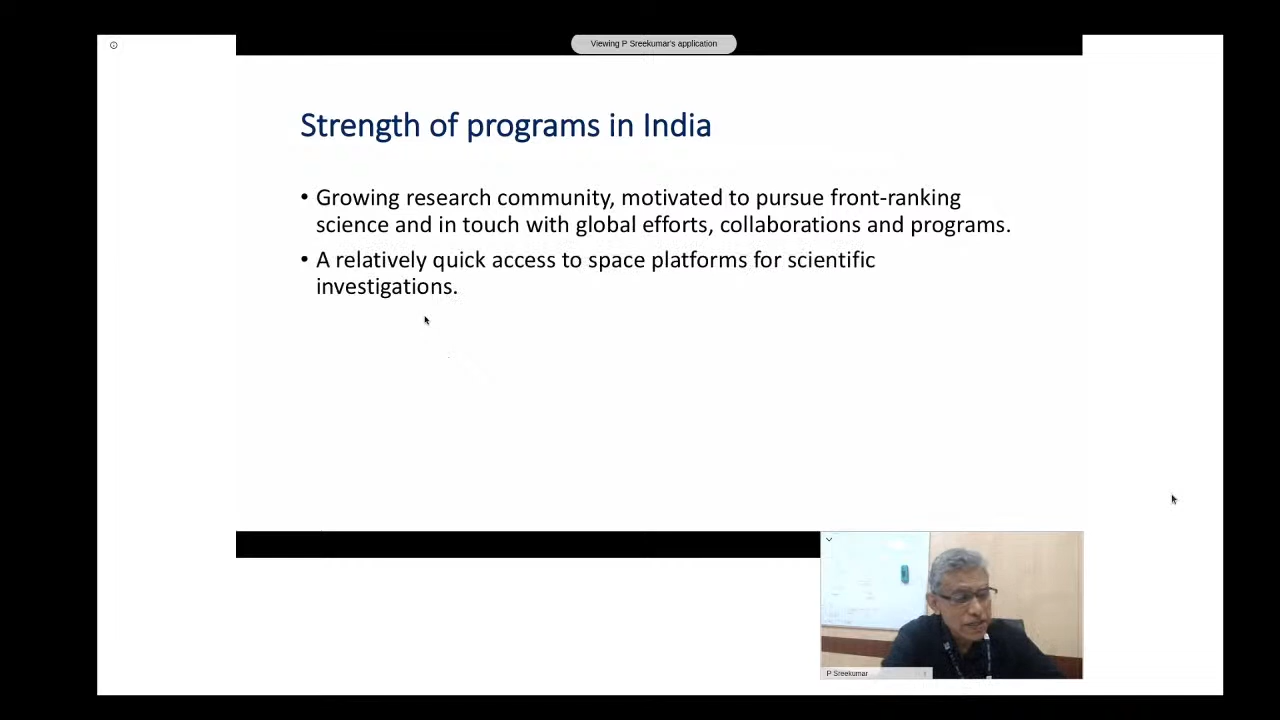 Viewing P Sreekumar's application
Strength of programs in India
• Growing research community, motivated to pursue front-ranking
science and in touch with global efforts, collaborations and programs.
• A relatively quick access to space platforms for scientific
investigations.
P Sreekumar